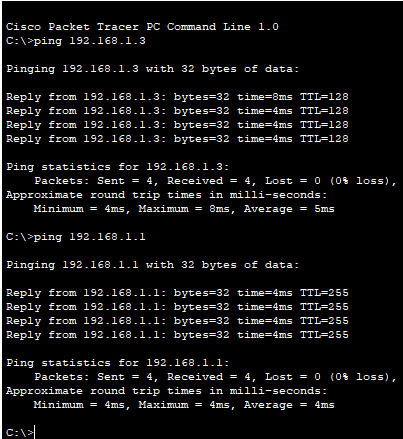 Cisco Packet Tracer PC Command Line 1.0
C:\>ping 192.168.1.3
Pinging 192.168.1.3 with 32 bytes of data:
Reply from 192.168.1.3: bytes=32 time=8ms TTL=128
Reply from 192.168.1.3: bytes=32 time=4ms TTL=128
Reply from 192.168.1.3: bytes=32 time=4ms TTL=128
Reply from 192.168.1.3: bytes=32 time=4ms TTL=128
Ping statistics for 192.168.1.3:
    Packets: Sent = 4, Received = 4, Lost = 0 (0% loss),
Approximate round trip times in milli-seconds:
    Minimum = 4ms, Maximum = 8ms, Average = 5ms
C:\>ping 192.168.1.1
Pinging 192.168.1.1 with 32 bytes of data:
Reply from 192.168.1.1: bytes=32 time=4ms TTL=255
Reply from 192.168.1.1: bytes=32 time=4ms TTL=255
Reply from 192.168.1.1: bytes=32 time=4ms TTL=255
Reply from 192.168.1.1: bytes=32 time=4ms TTL=255
Ping statistics for 192.168.1.1:
    Packets: Sent = 4, Received = 4, Lost = 0 (0% loss),
Approximate round trip times in milli-seconds:
    Minimum = 4ms, Maximum = 4ms, Average = 4ms
C:\>